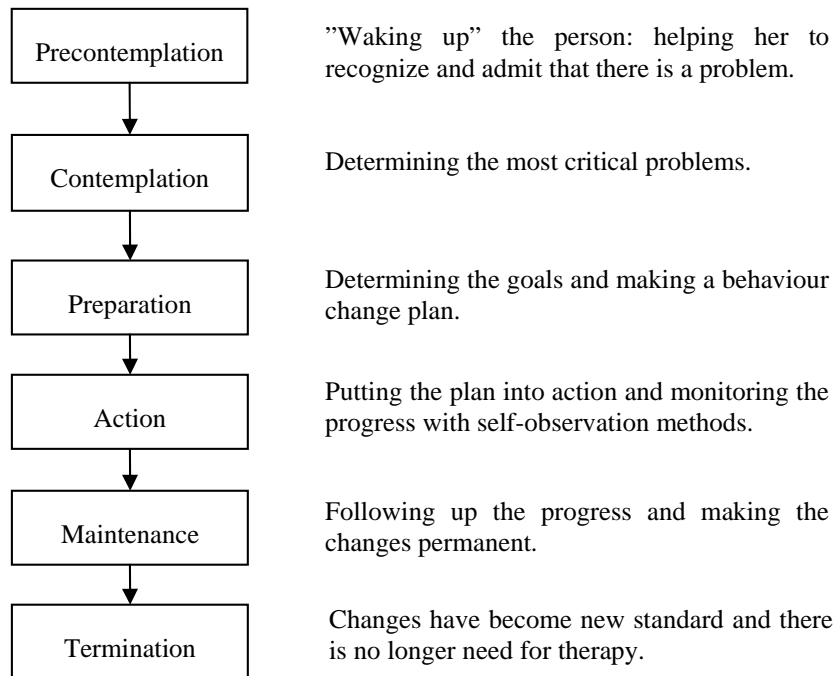 Precontemplation
”Waking up” the person: helping her to
recognize and admit that there is a problem.
Contemplation
Determining the most critical problems.
Preparation
Determining the goals and making a behaviour
change plan.
Action
Putting the plan into action and monitoring the
progress with self-observation methods.
Maintenance
Following up the progress and making the
changes permanent.
Termination
Changes have become new standard and there
is no longer need for therapy.